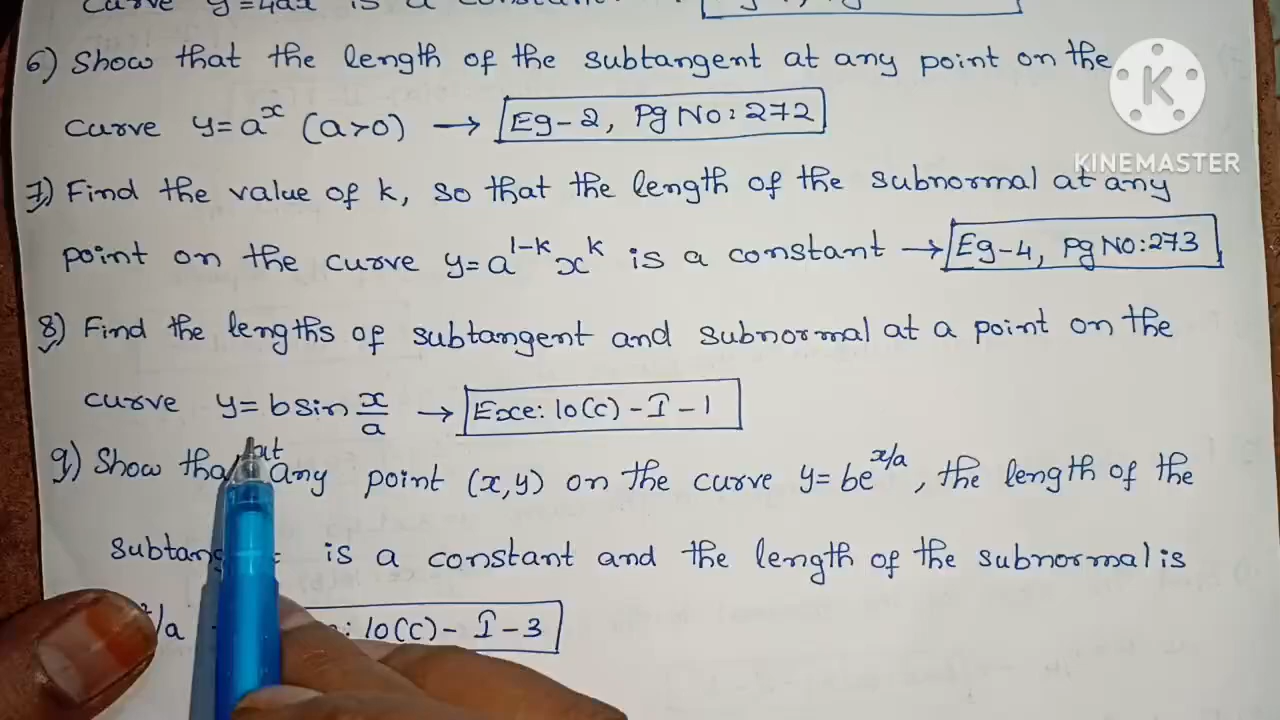 curve y=4ax is a
6) Show that the length of the subtangent at any point on the
curve y=a^x (a>0) → Eg-2, Pg No:272
7) Find the value of k, so that the length of the subnormal at any
point on the curve y=a^{1-k} x^k is a constant → Eg-4, Pg No:273
8) Find the lengths of subtangent and subnormal at a point on the
curve y=b sin x/a → Exe: 10(c)-I-1
9) Show that at any point (x,y) on the curve y=be^{x/a}, the length of the
is a constant and the length of the subnormal is
/a 10(c)-I-3
K
KINEMASTER